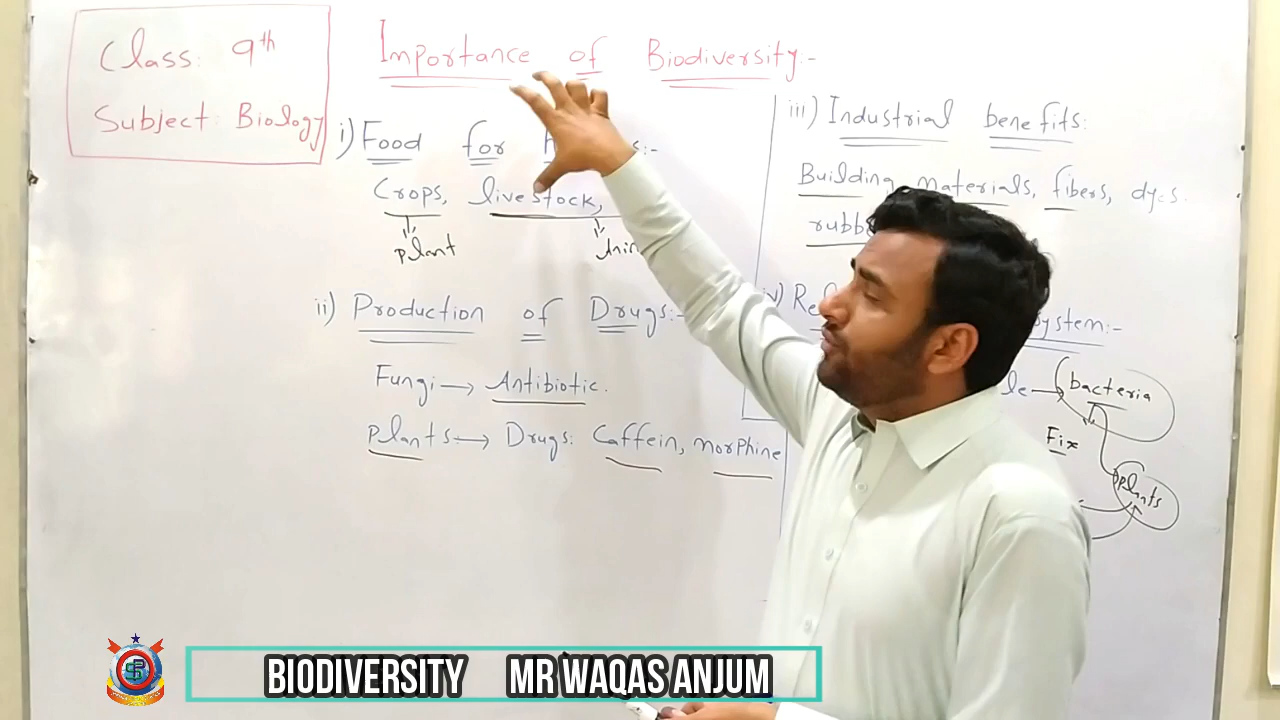 Class: 9th
Subject: Biology
Importance of Biodiversity:-
i) Food for
Crops, livestock,
plant
ii) Production of Drugs:-
Fungi → Antibiotic.
Plants → Drugs: Caffein, morphine
iii) Industrial benefits:
Building materials, fibers, dyes.
iv)
bacteria
Fix
plants
BIODIVERSITY MR WAQAS ANJUM